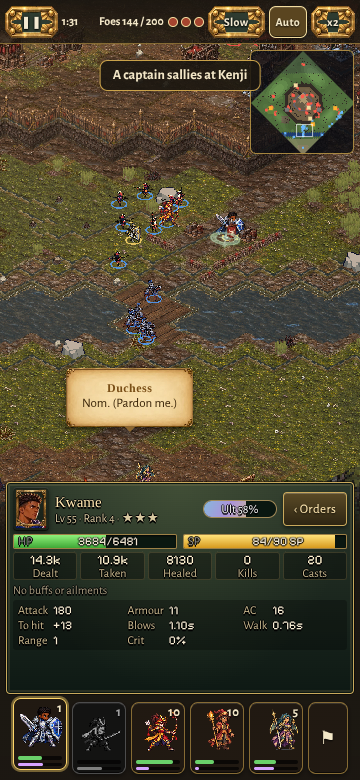 1:31
Foes 144 / 200
Slow
Auto
x2
A captain sallies at Kenji
Duchess
Nom. (Pardon me.)
Kwame
Lv 55 · Rank 4 · ★★★
Ult 58%
‹ Orders
HP 3684/6481
SP 84/90 SP
14.3k
10.9k
8130
0
20
Dealt
Taken
Healed
Kills
Casts
No buffs or ailments
Attack 180
Armour 11
AC 16
To hit +13
Blows 1.10s
Walk 0.76s
Range 1
Crit 0%
1
1
10
10
5